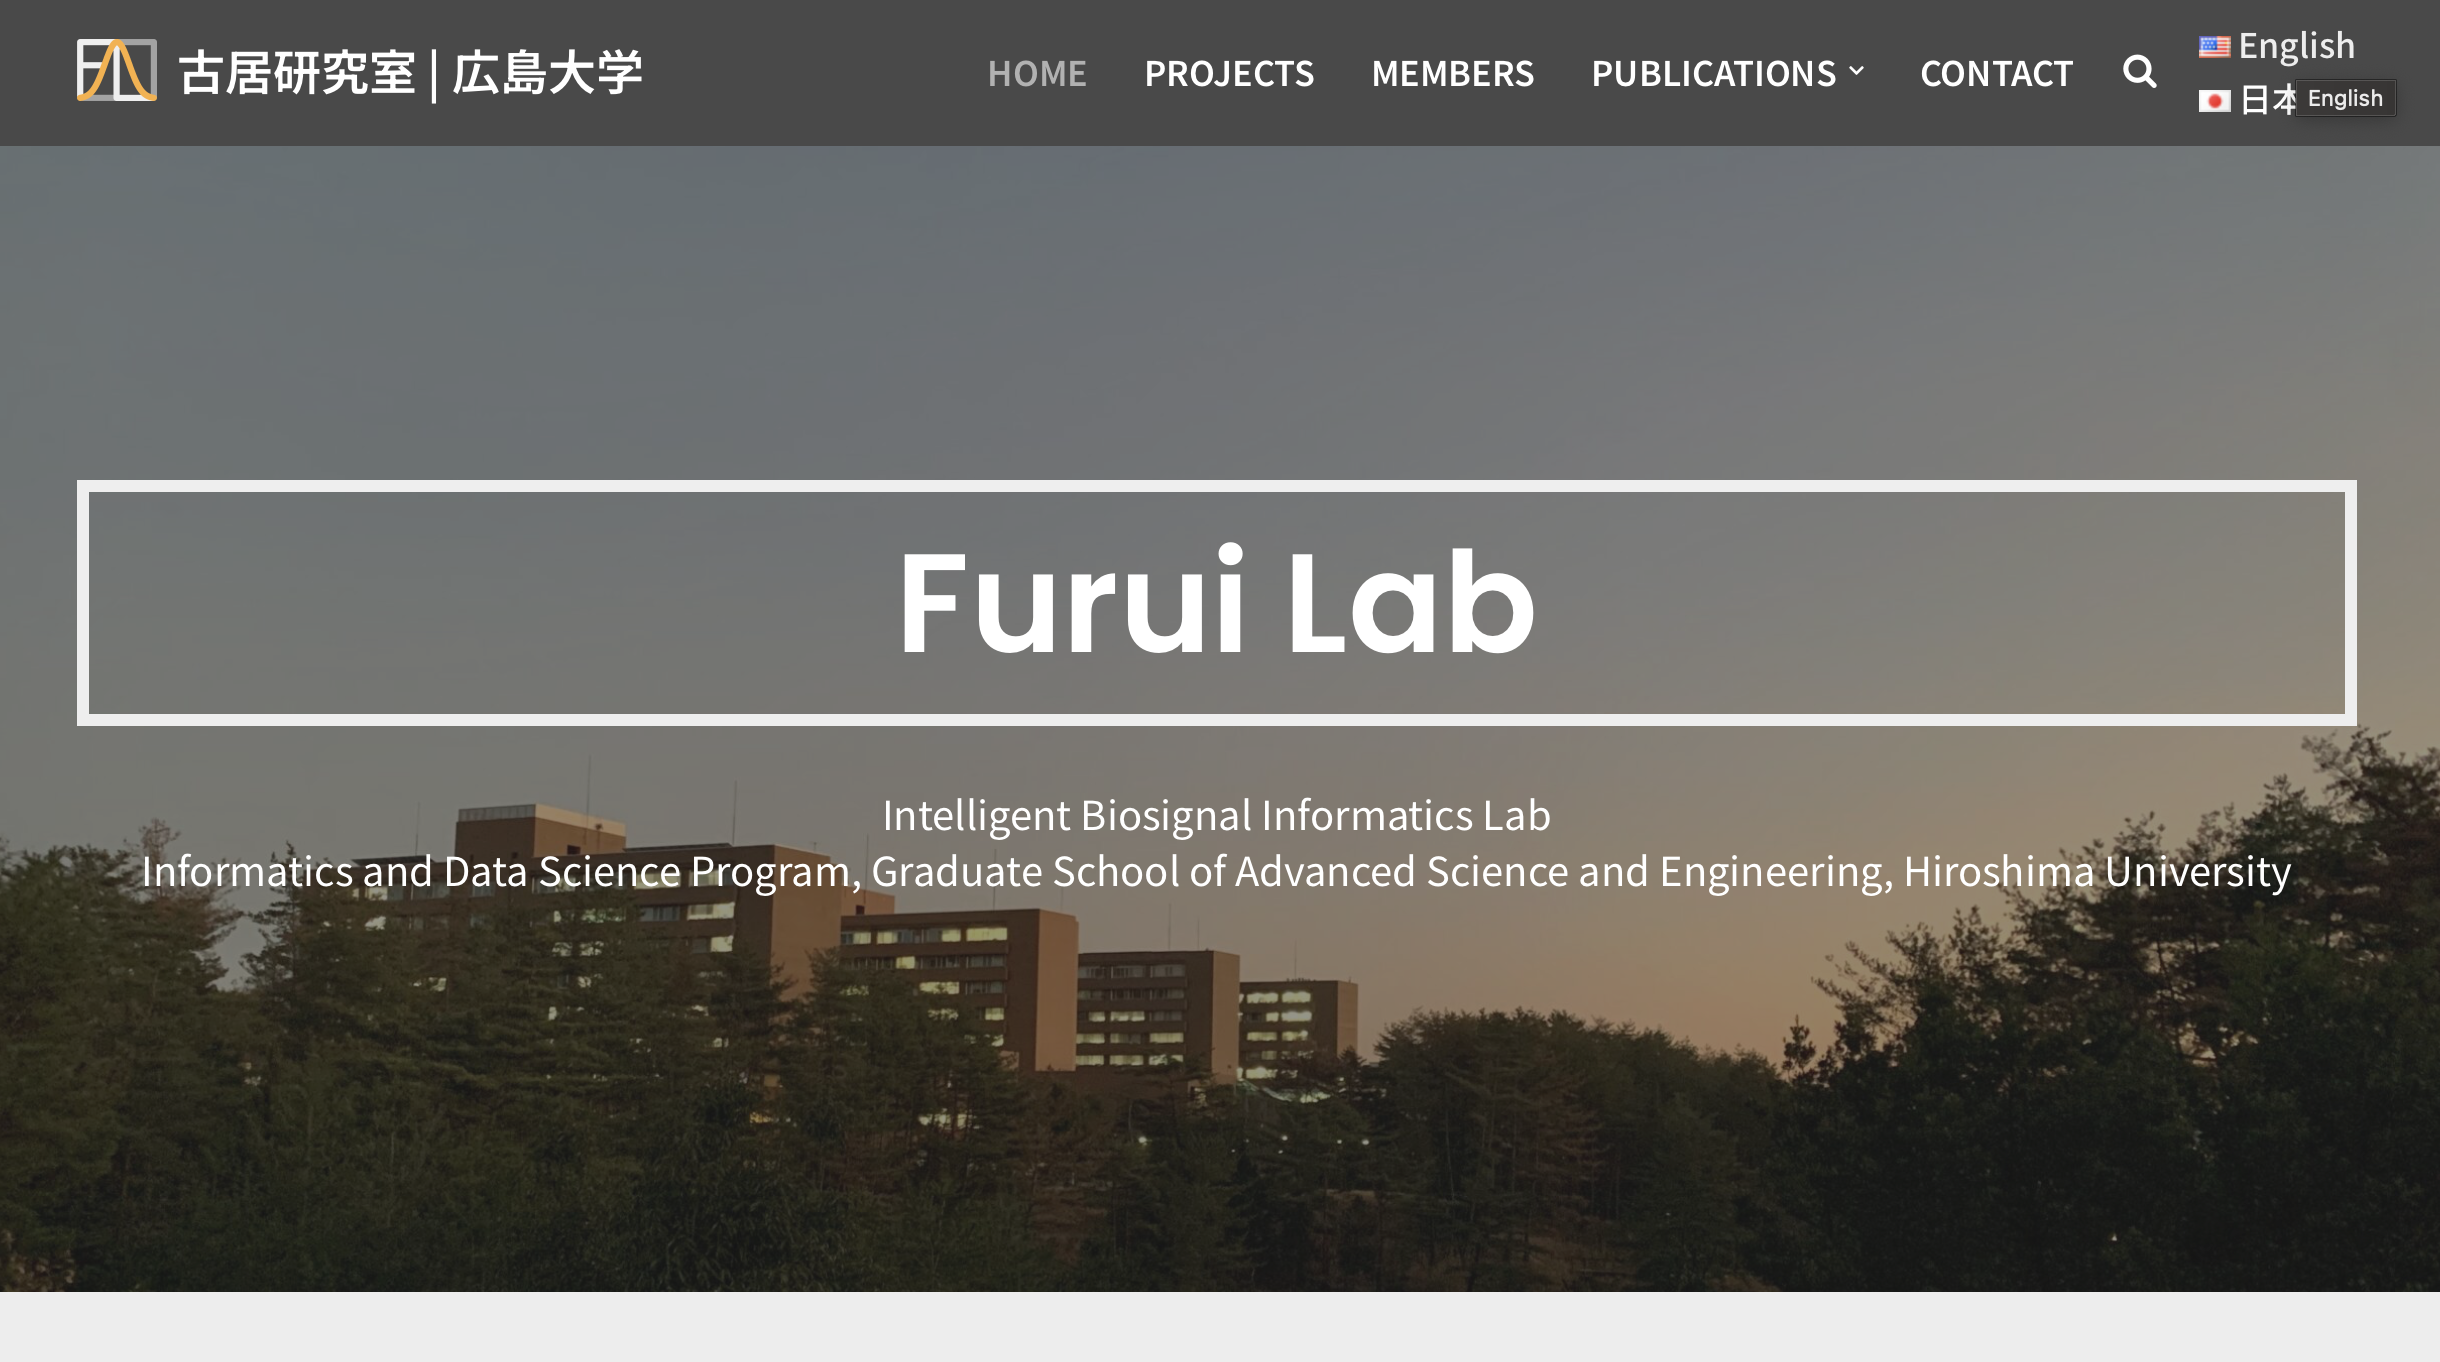 古居研究室 | 広島大学
HOME PROJECTS MEMBERS PUBLICATIONS CONTACT
English
日本
English
Furui Lab
Intelligent Biosignal Informatics Lab
Informatics and Data Science Program, Graduate School of Advanced Science and Engineering, Hiroshima University